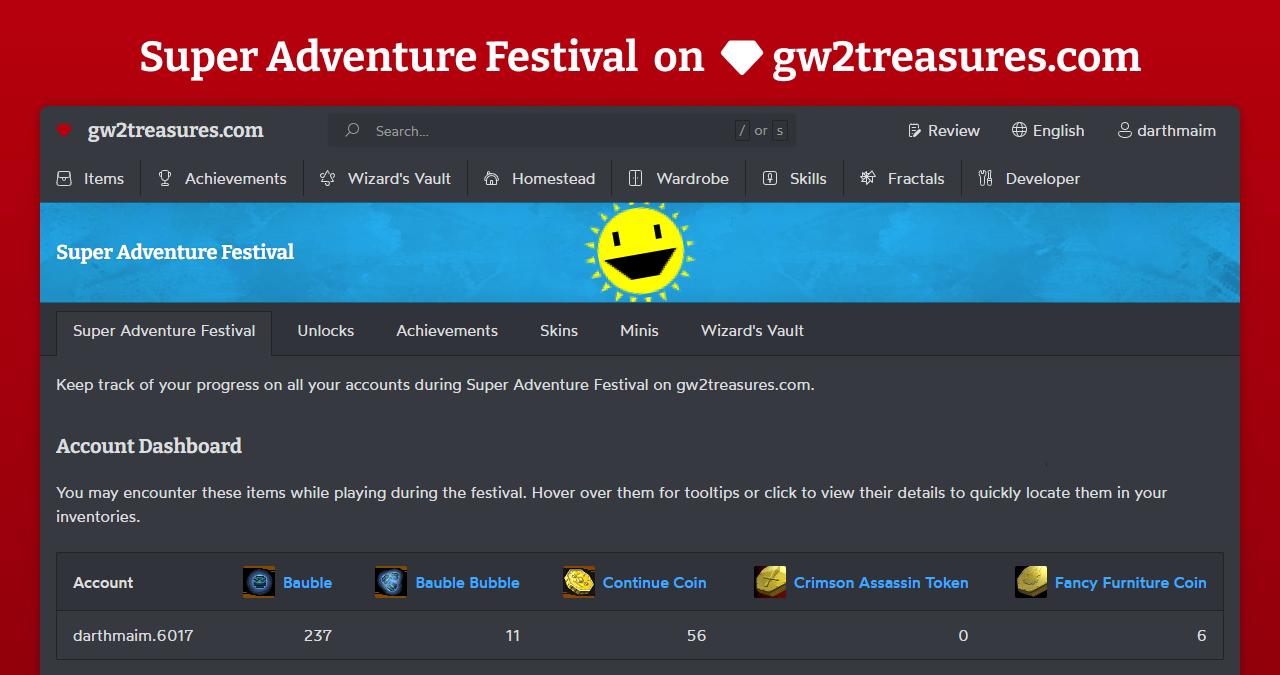 Super Adventure Festival on gw2treasures.com
gw2treasures.com Search... / or s Review English darthmaim
Items Achievements Wizard's Vault Homestead Wardrobe Skills Fractals Developer
Super Adventure Festival
Super Adventure Festival Unlocks Achievements Skins Minis Wizard's Vault
Keep track of your progress on all your accounts during Super Adventure Festival on gw2treasures.com.
Account Dashboard
You may encounter these items while playing during the festival. Hover over them for tooltips or click to view their details to quickly locate them in your
inventories.
Account Bauble Bauble Bubble Continue Coin Crimson Assassin Token Fancy Furniture Coin
darthmaim.6017 237 11 56 0 6